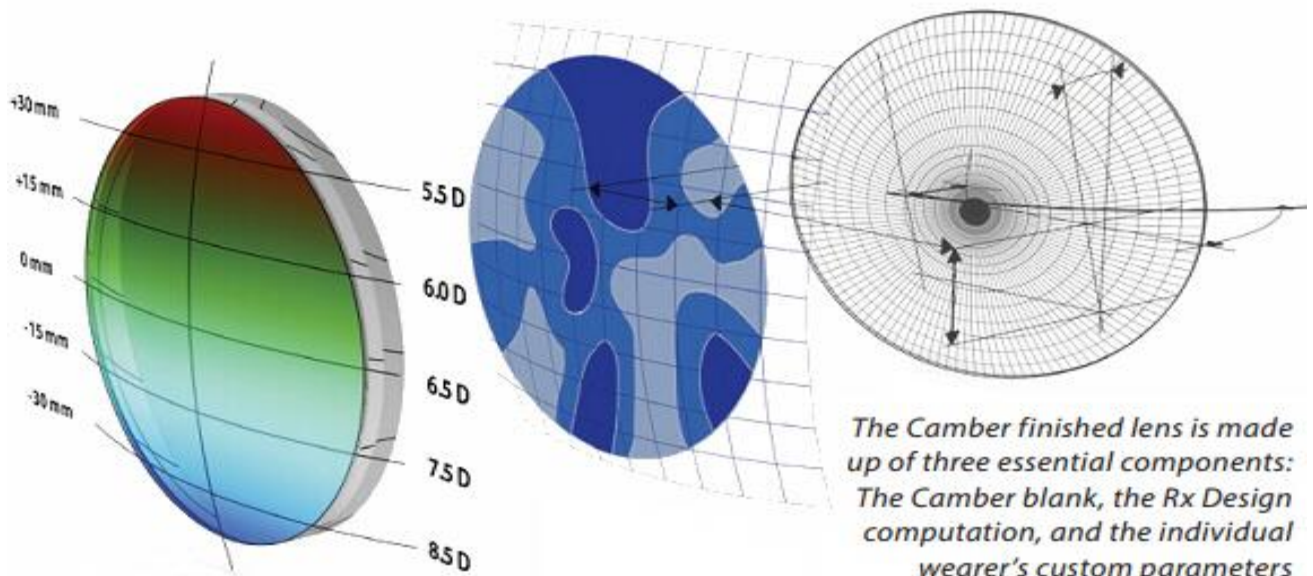 +30 mm
+15 mm
0 mm
-15 mm
-30 mm
5.5 D
6.0 D
6.5 D
7.5 D
8.5 D
The Camber finished lens is made
up of three essential components:
The Camber blank, the Rx Design
computation, and the individual
wearer's custom parameters